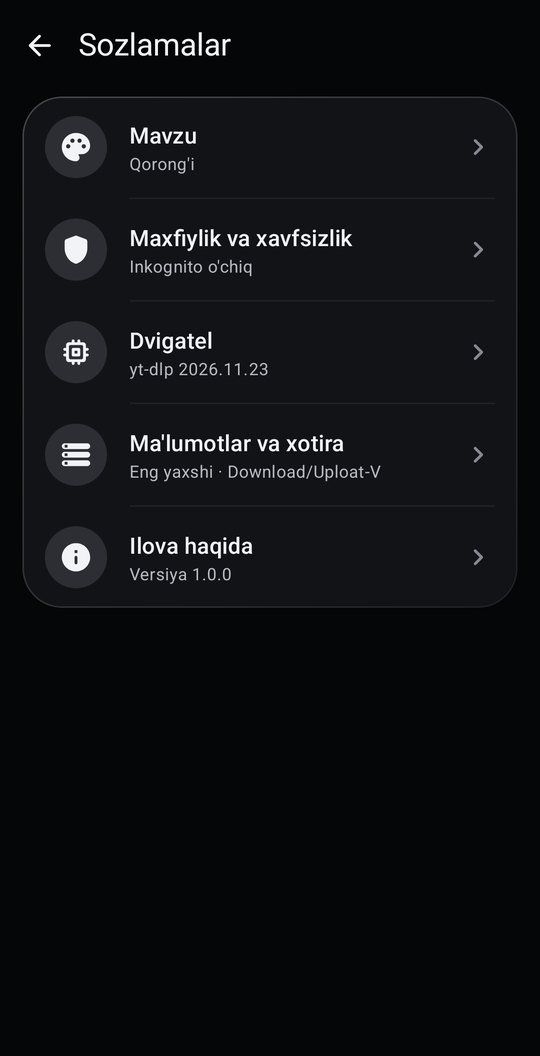 Sozlamalar
Mavzu
Qorong'i
Maxfiylik va xavfsizlik
Inkognito o'chiq
Dvigatel
yt-dlp 2026.11.23
Ma'lumotlar va xotira
Eng yaxshi · Download/Uploat-V
Ilova haqida
Versiya 1.0.0